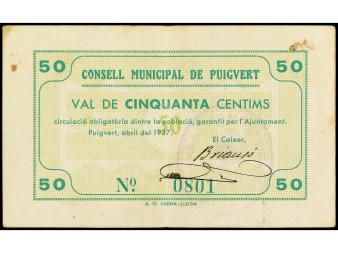 50 50
CONSELL MUNICIPAL DE PUIGVERT
VAL DE CINQUANTA CENTIMS
50
circulació obligatòria dintre la població, garantit per l'Ajuntament.
Puigvert, abril del 1937.
El Caixer,
50 Nº 0801 50